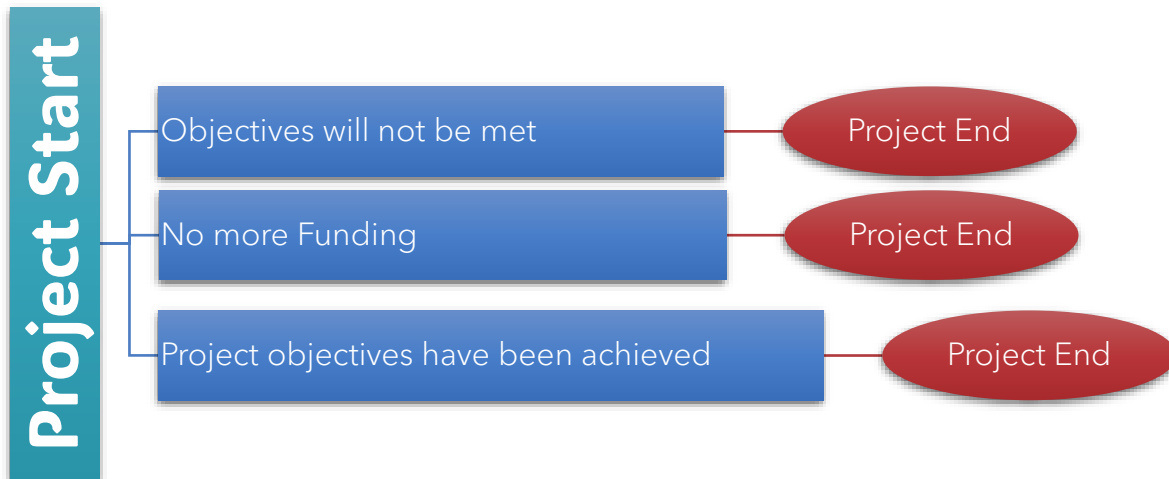 Project Start
Objectives will not be met
Project End
No more Funding
Project End
Project objectives have been achieved
Project End